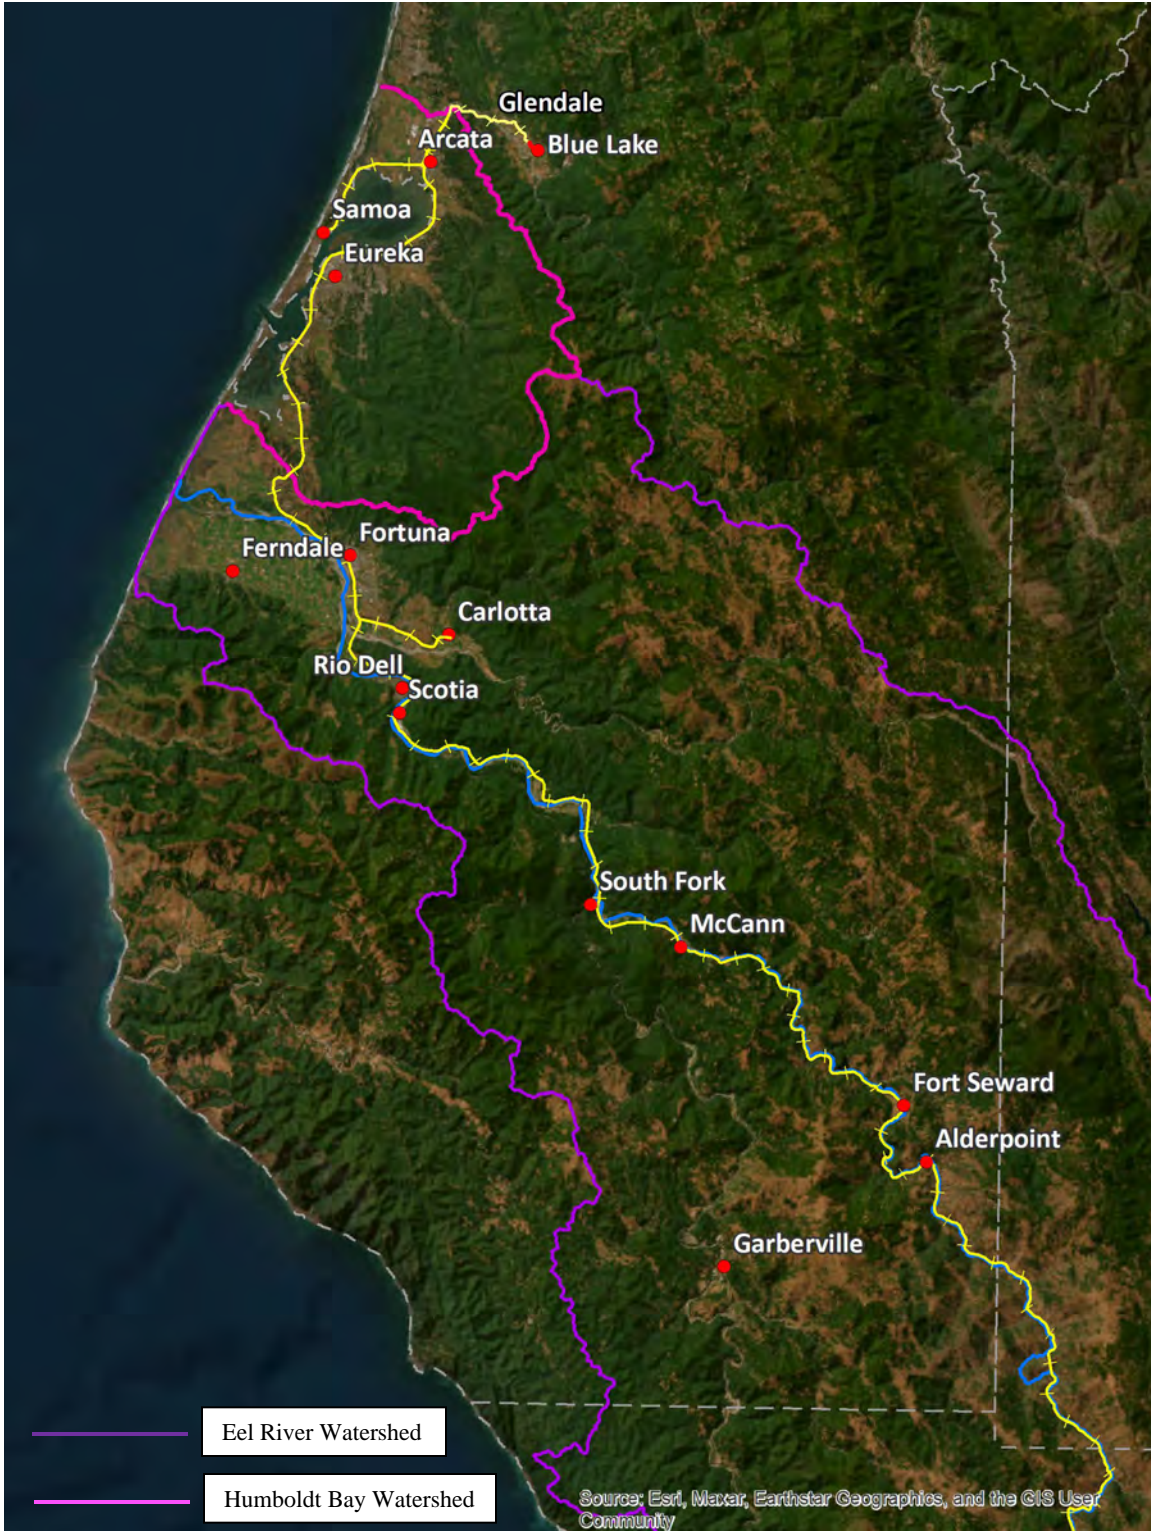 Glendale
Arcata
Blue Lake
Samoa
Eureka
Fortuna
Ferndale
Carlotta
Rio Dell
Scotia
South Fork
McCann
Fort Seward
Alderpoint
Garberville
Eel River Watershed
Humboldt Bay Watershed
Source: Esri, Maxar, Earthstar Geographics, and the GIS User
Community